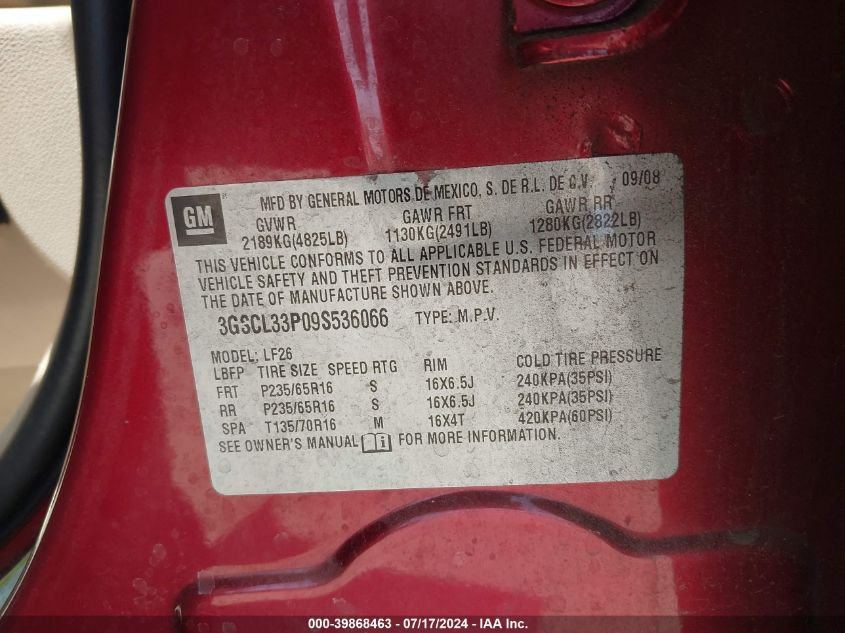 GM
MFD BY GENERAL MOTORS DE MEXICO, S. DE R.L. DE C.V. 09/08
GVWR GAWR FRT GAWR RR
2189KG(4825LB) 1130KG(2491LB) 1280KG(2822LB)
THIS VEHICLE CONFORMS TO ALL APPLICABLE U.S. FEDERAL MOTOR
VEHICLE SAFETY AND THEFT PREVENTION STANDARDS IN EFFECT ON
THE DATE OF MANUFACTURE SHOWN ABOVE.
3GSCL33P09S536066 TYPE: M.P.V.
MODEL: LF26
LBFP TIRE SIZE SPEED RTG RIM COLD TIRE PRESSURE
FRT P235/65R16 S 16X6.5J 240KPA(35PSI)
RR P235/65R16 S 16X6.5J 240KPA(35PSI)
SPA T135/70R16 M 16X4T 420KPA(60PSI)
SEE OWNER'S MANUAL i FOR MORE INFORMATION.
000-39868463 - 07/17/2024 - IAA Inc.